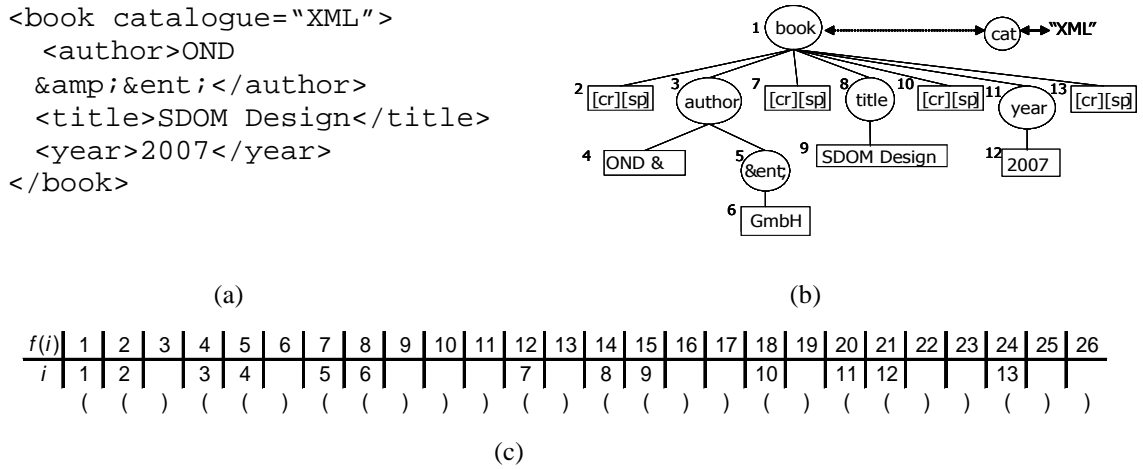 <book catalogue="XML">
<author>OND
&amp;&ent;</author>
<title>SDOM Design</title>
<year>2007</year>
</book>
(a)
1 book cat "XML"
2 [cr][sp] 3 author 7 [cr][sp] 8 title 10 [cr][sp] 11 year 13 [cr][sp]
4 OND & 5 &ent; 9 SDOM Design 12 2007
6 GmbH
(b)
f(i) 1 2 3 4 5 6 7 8 9 10 11 12 13 14 15 16 17 18 19 20 21 22 23 24 25 26
i 1 2 3 4 5 6 7 8 9 10 11 12 13
( ( ) ( ( ) ( ( ) ) ) ( ) ( ( ) ) ( ) ( ( ) ) ( ) )
(c)